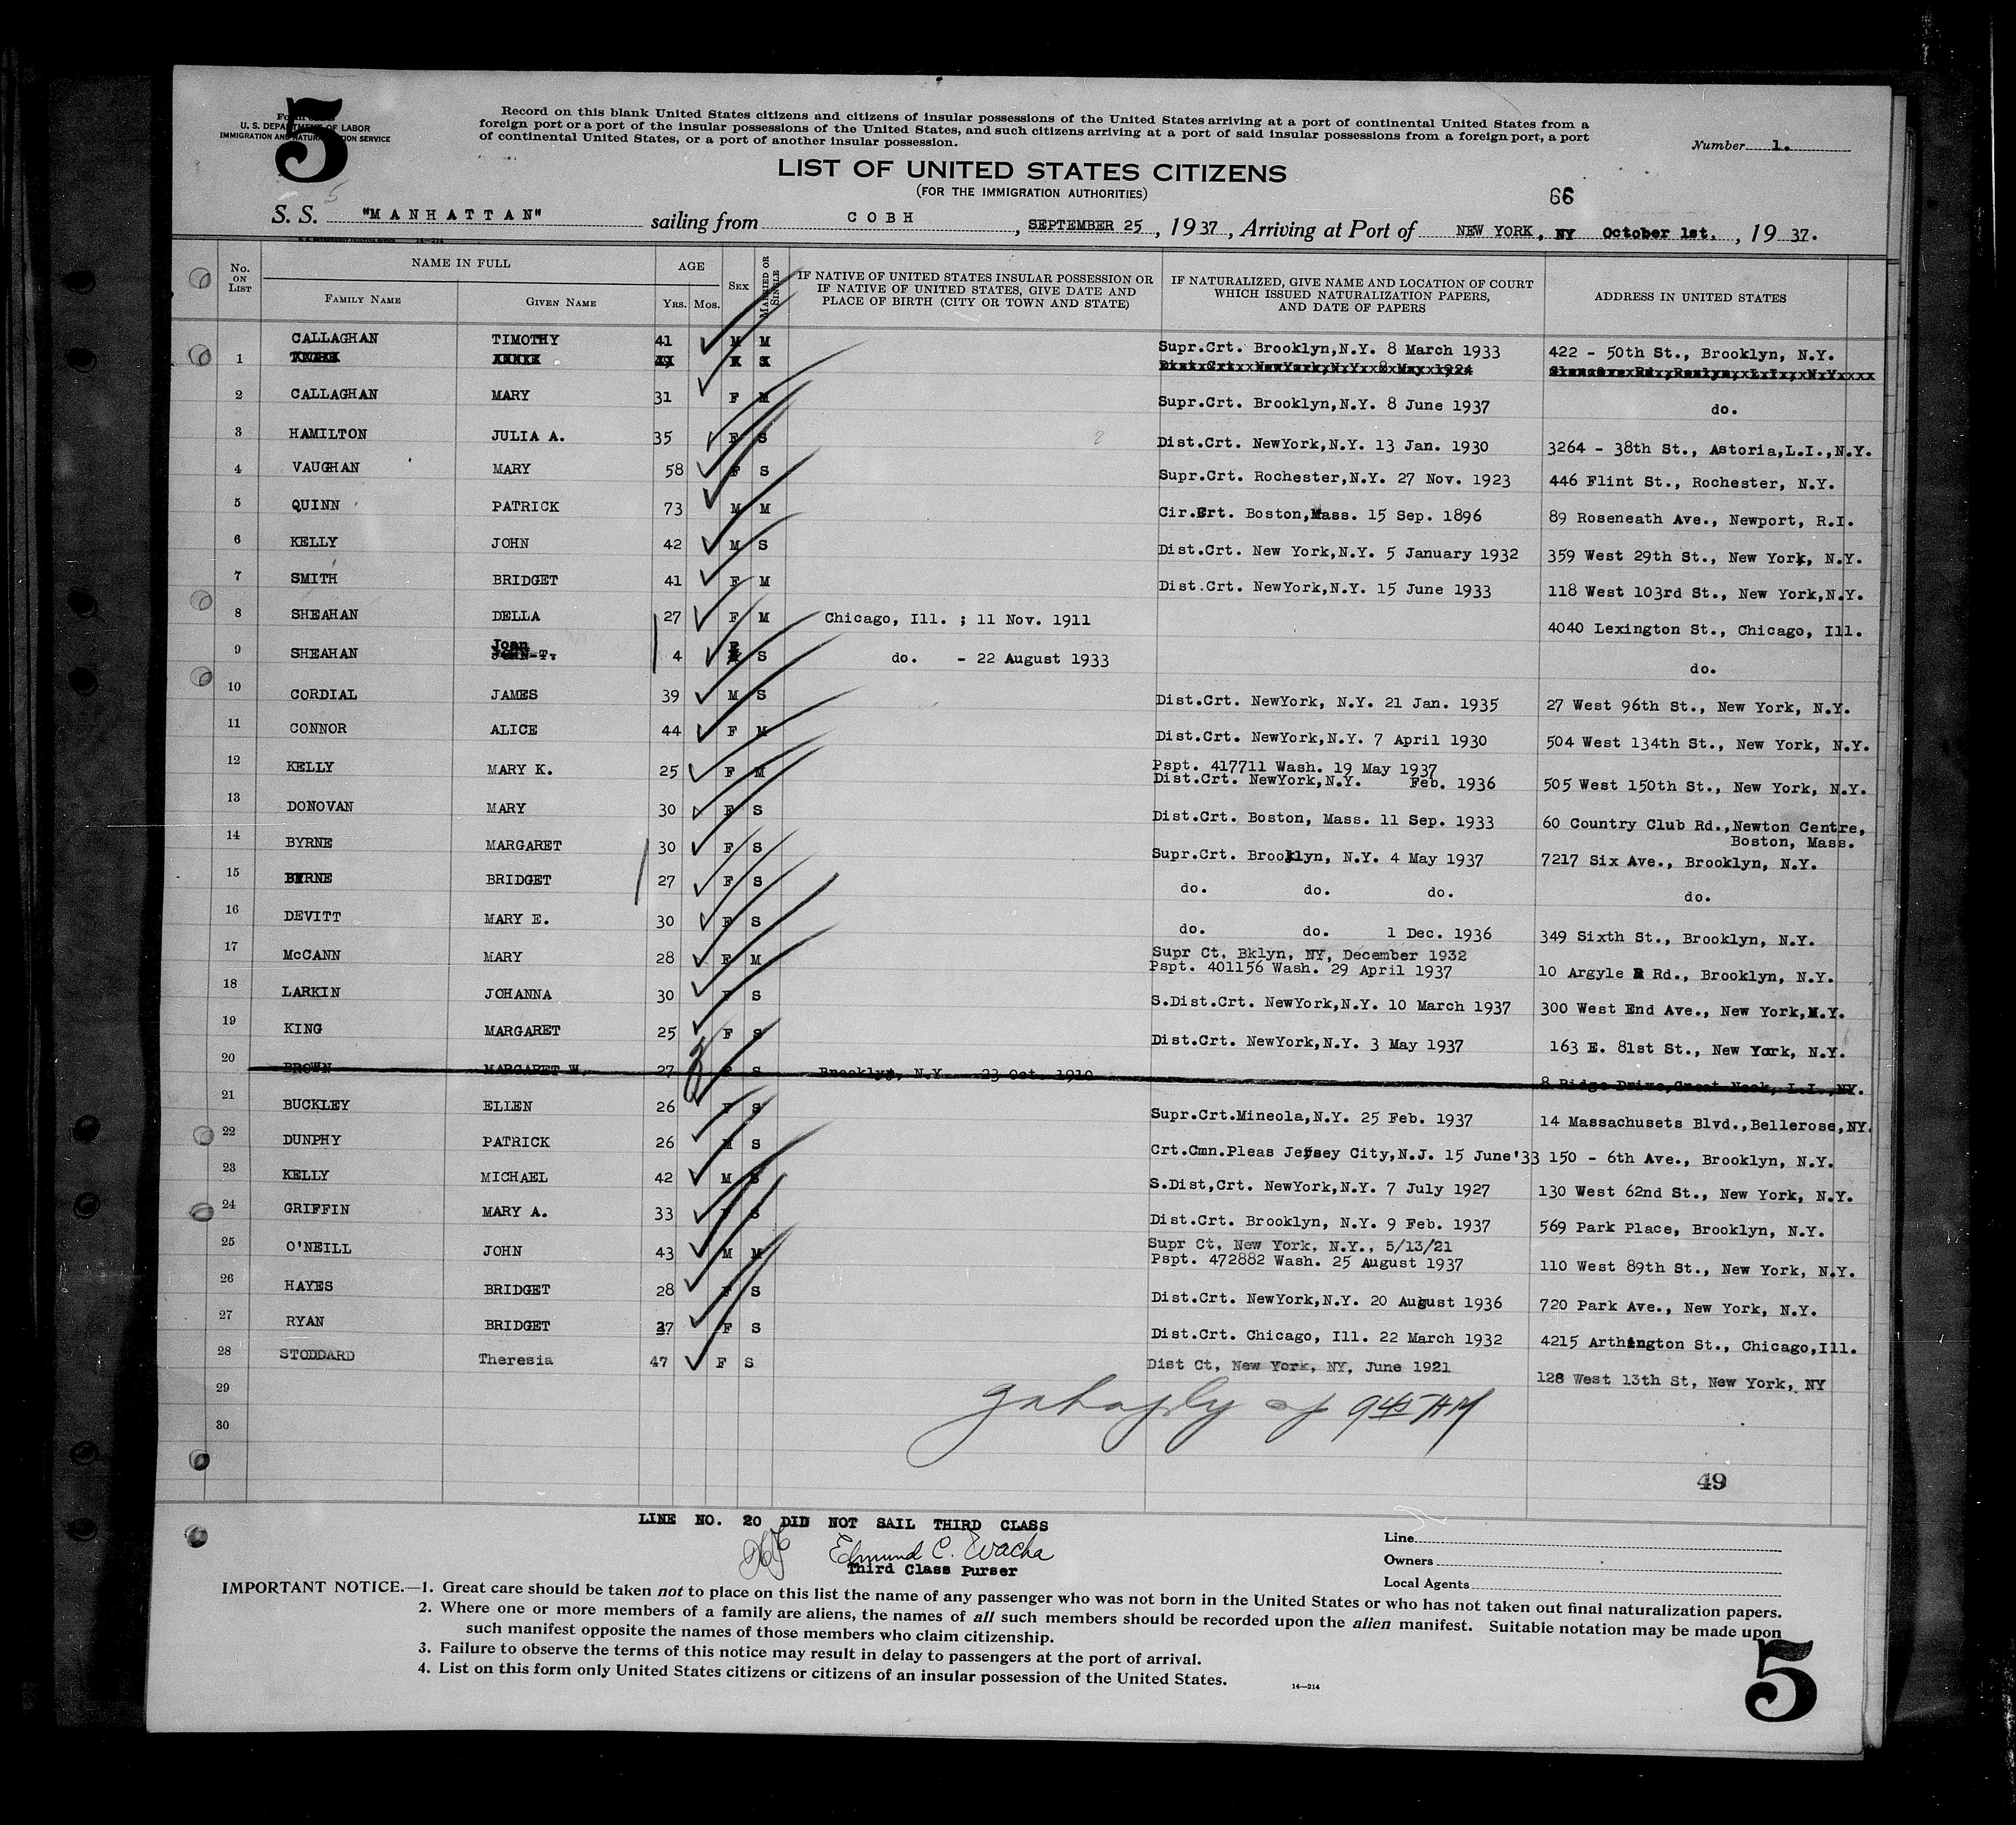 5
U. S. DEPARTMENT OF LABOR
IMMIGRATION AND NATURALIZATION SERVICE
Record on this blank United States citizens and citizens of insular possessions of the United States arriving at a port of continental United States from a
foreign port or a port of the insular possessions of the United States, and such citizens arriving at a port of said insular possessions from a foreign port, a port
of continental United States, or a port of another insular possession.
Number 1.
LIST OF UNITED STATES CITIZENS
(FOR THE IMMIGRATION AUTHORITIES)
66
S. S. "MANHATTAN" sailing from COBH, SEPTEMBER 25, 1937, Arriving at Port of NEW YORK, NY October 1st., 1937.
No. ON LIST
NAME IN FULL
FAMILY NAME GIVEN NAME
AGE
YRS. MOS.
SEX
MARRIED OR SINGLE
IF NATIVE OF UNITED STATES INSULAR POSSESSION OR
IF NATIVE OF UNITED STATES, GIVE DATE AND
PLACE OF BIRTH (CITY OR TOWN AND STATE)
IF NATURALIZED, GIVE NAME AND LOCATION OF COURT
WHICH ISSUED NATURALIZATION PAPERS,
AND DATE OF PAPERS
ADDRESS IN UNITED STATES
1 CALLAGHAN TIMOTHY 41 M M Supr.Crt. Brooklyn,N.Y. 8 March 1933 422 - 50th St., Brooklyn, N.Y.
2 CALLAGHAN MARY 31 F M Supr.Crt. Brooklyn,N.Y. 8 June 1937 do.
3 HAMILTON JULIA A. 35 F S Dist.Crt. NewYork,N.Y. 13 Jan. 1930 3264 - 38th St., Astoria,L.I.,N.Y.
4 VAUGHAN MARY 58 F S Supr.Crt. Rochester,N.Y. 27 Nov. 1923 446 Flint St., Rochester, N.Y.
5 QUINN PATRICK 73 M M Cir.Crt. Boston,Mass. 15 Sep. 1896 89 Roseneath Ave., Newport, R.I.
6 KELLY JOHN 42 M S Dist.Crt. New York,N.Y. 5 January 1932 359 West 29th St., New York, N.Y.
7 SMITH BRIDGET 41 F M Dist.Crt. NewYork,N.Y. 15 June 1933 118 West 103rd St., New York,N.Y.
8 SHEAHAN DELLA 27 F M Chicago, Ill. ; 11 Nov. 1911 4040 Lexington St., Chicago, Ill.
9 SHEAHAN Joan JOHN T. 4 F S do. - 22 August 1933 do.
10 CORDIAL JAMES 39 M S Dist.Crt. NewYork, N.Y. 21 Jan. 1935 27 West 96th St., New York, N.Y.
11 CONNOR ALICE 44 F M Dist.Crt. NewYork,N.Y. 7 April 1930 504 West 134th St., New York, N.Y.
12 KELLY MARY K. 25 F M Pspt. 417711 Wash. 19 May 1937
Dist.Crt. NewYork,N.Y. Feb. 1936 505 West 150th St., New York, N.Y.
13 DONOVAN MARY 30 F S Dist.Crt. Boston, Mass. 11 Sep. 1933 60 Country Club Rd.,Newton Centre,
Boston, Mass.
14 BYRNE MARGARET 30 F S Supr.Crt. Brooklyn, N.Y. 4 May 1937 7217 Six Ave., Brooklyn, N.Y.
15 BYRNE BRIDGET 27 F S do. do. do. do.
16 DEVITT MARY E. 30 F S do. do. 1 Dec. 1936 349 Sixth St., Brooklyn, N.Y.
17 McCANN MARY 28 F M Supr Ct, Bklyn, NY, December 1932
Pspt. 401156 Wash. 29 April 1937 10 Argyle Rd., Brooklyn, N.Y.
18 LARKIN JOHANNA 30 F S S.Dist.Crt. NewYork,N.Y. 10 March 1937 300 West End Ave., New York,N.Y.
19 KING MARGARET 25 F S Dist.Crt. NewYork,N.Y. 3 May 1937 163 E. 81st St., New York, N.Y.
20 BROWN MARGARET W. 27 F S Brooklyn, N.Y. 23 Oct. 1910 8 Ridge Drive,Great Neck, L.I.,NY.
21 BUCKLEY ELLEN 26 F S Supr.Crt.Mineola,N.Y. 25 Feb. 1937 14 Massachusets Blvd.,Bellerose,NY.
22 DUNPHY PATRICK 26 M S Crt.Cmn.Pleas Jersey City,N.J. 15 June'33 150 - 6th Ave., Brooklyn, N.Y.
23 KELLY MICHAEL 42 M S S.Dist,Crt. NewYork,N.Y. 7 July 1927 130 West 62nd St., New York, N.Y.
24 GRIFFIN MARY A. 33 F S Dist.Crt. Brooklyn, N.Y. 9 Feb. 1937 569 Park Place, Brooklyn, N.Y.
25 O'NEILL JOHN 43 M M Supr Ct, New York, N.Y., 5/13/21
Pspt. 472882 Wash. 25 August 1937 110 West 89th St., New York, N.Y.
26 HAYES BRIDGET 28 F S Dist.Crt. NewYork,N.Y. 20 August 1936 720 Park Ave., New York, N.Y.
27 RYAN BRIDGET 37 F S Dist.Crt. Chicago, Ill. 22 March 1932 4215 Arthington St., Chicago,Ill.
28 STODDARD Theresia 47 F S Dist Ct, New York, NY, June 1921 128 West 13th St, New York, NY
29
30
9 45 AM
49
LINE NO. 20 DID NOT SAIL THIRD CLASS
Edmund C. Wacha
Third Class Purser
Line
Owners
Local Agents
IMPORTANT NOTICE.—1. Great care should be taken not to place on this list the name of any passenger who was not born in the United States or who has not taken out final naturalization papers.
2. Where one or more members of a family are aliens, the names of all such members should be recorded upon the alien manifest. Suitable notation may be made upon
such manifest opposite the names of those members who claim citizenship.
3. Failure to observe the terms of this notice may result in delay to passengers at the port of arrival.
4. List on this form only United States citizens or citizens of an insular possession of the United States.
14—214
5